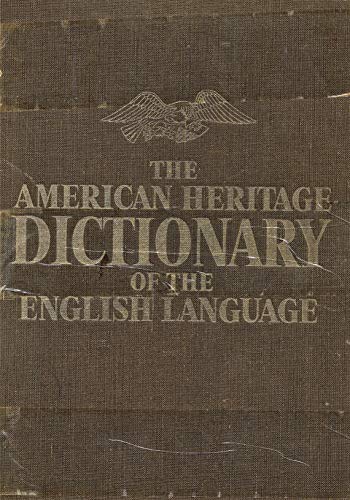 THE
AMERICAN HERITAGE
DICTIONARY
OF THE
ENGLISH LANGUAGE